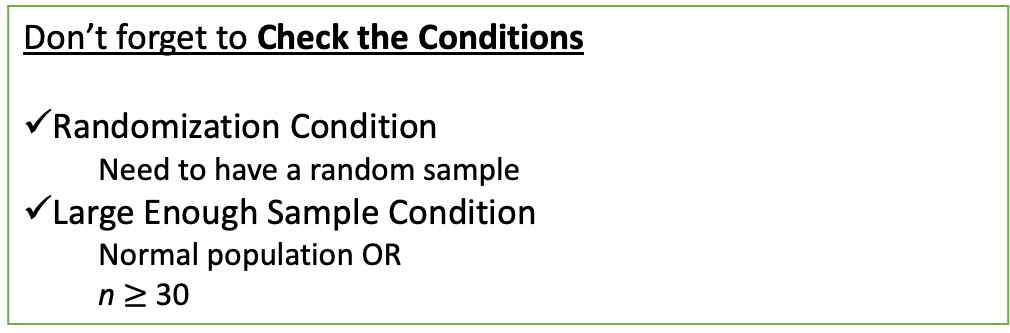 Don’t forget to Check the Conditions
✓Randomization Condition
Need to have a random sample
✓Large Enough Sample Condition
Normal population OR
n ≥ 30